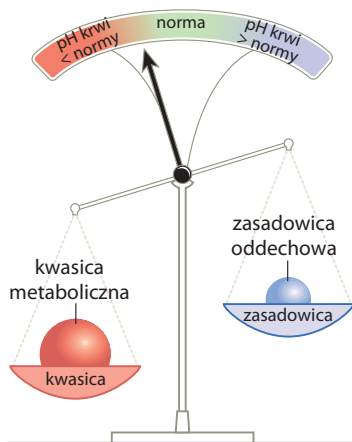 pH krwi
< normy
norma
pH krwi
< normy
zasadowica
oddechowa
kwasica
metaboliczna
zasadowica
kwasica